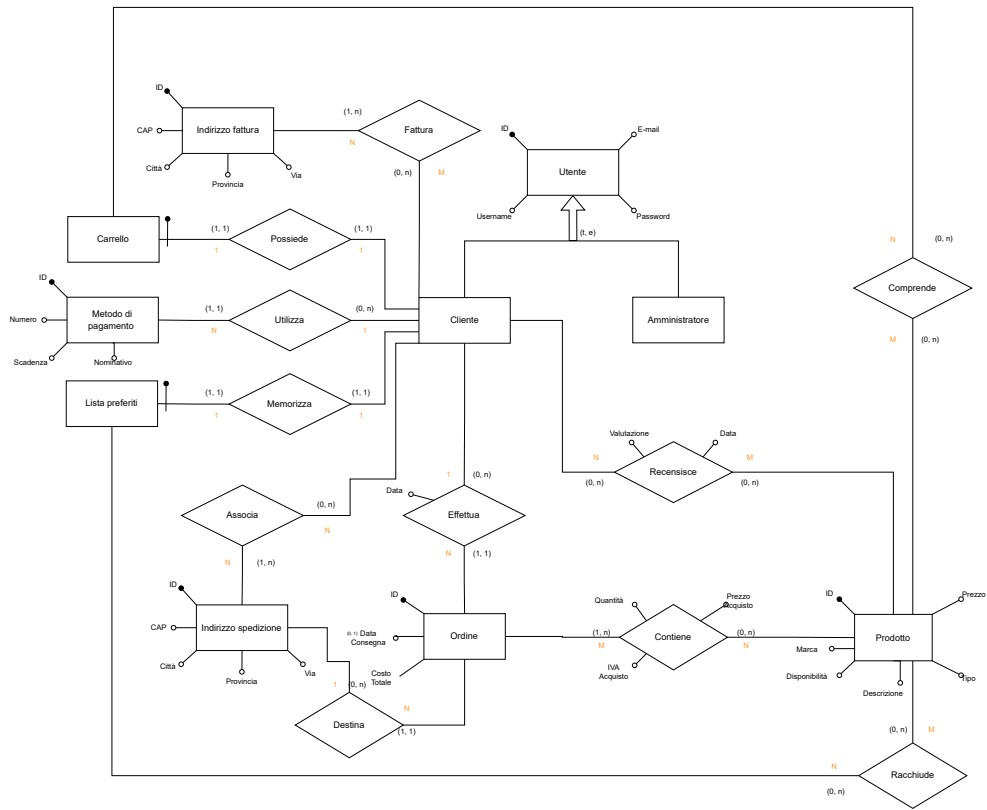 ID
CAP
Indirizzo fattura
Città
Provincia
Via
(1, n)
N
Fattura
(0, n)
M
ID
E-mail
Utente
Username
Password
(t, e)
Carrello
(1, 1)
1
Possiede
(1, 1)
1
N
(0, n)
Comprende
M
(0, n)
ID
Numero
Metodo di
pagamento
Scadenza
Nominativo
(1, 1)
N
Utilizza
(0, n)
1
Cliente
Amministratore
Lista preferiti
(1, 1)
1
Memorizza
(1, 1)
1
Valutazione
Data
N
(0, n)
Recensisce
M
(0, n)
Associa
(0, n)
N
N
(1, n)
1
(0, n)
Data
Effettua
N
(1, 1)
ID
CAP
Indirizzo spedizione
Città
Provincia
Via
ID
(0, 1) Data
Consegna
Ordine
Costo
Totale
Quantità
Prezzo
Acquisto
(1, n)
M
Contiene
(0, n)
N
IVA
Acquisto
ID
Prezzo
Prodotto
Marca
Disponibilità
Descrizione
Tipo
1
(0, n)
N
Destina
(1, 1)
(0, n)
M
N
Racchiude
(0, n)